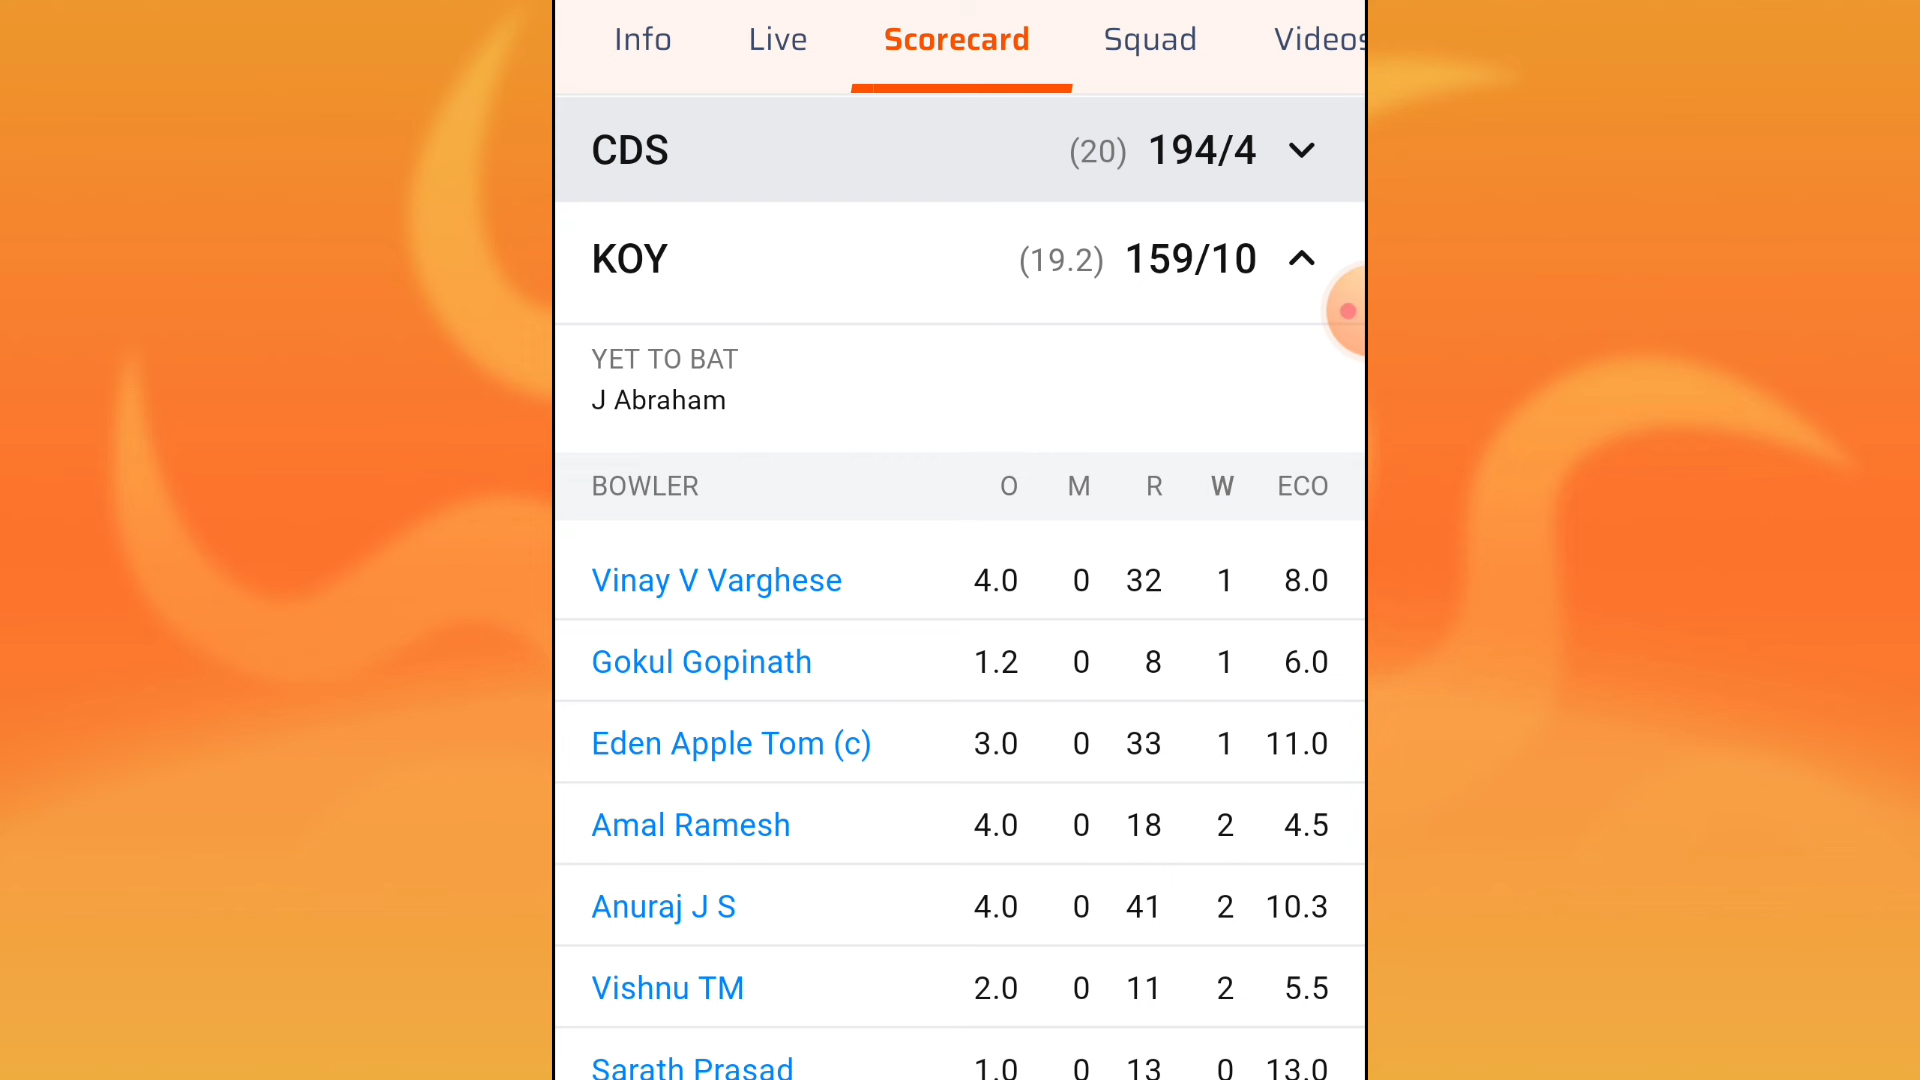 Info Live Scorecard Squad Videos
CDS (20) 194/4
KOY (19.2) 159/10
YET TO BAT
J Abraham
BOWLER O M R W ECO
Vinay V Varghese 4.0 0 32 1 8.0
Gokul Gopinath 1.2 0 8 1 6.0
Eden Apple Tom (c) 3.0 0 33 1 11.0
Amal Ramesh 4.0 0 18 2 4.5
Anuraj J S 4.0 0 41 2 10.3
Vishnu TM 2.0 0 11 2 5.5
Sarath Prasad 1.0 0 13 0 13.0